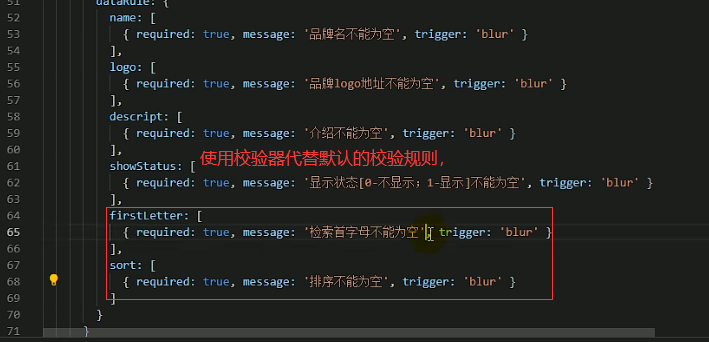 51 dataRule: {
52 name: [
53 { required: true, message: '品牌名不能为空', trigger: 'blur' }
54 ],
55 logo: [
56 { required: true, message: '品牌logo地址不能为空', trigger: 'blur' }
57 ],
58 descript: [
59 { required: true, message: '介绍不能为空', trigger: 'blur' }
60 ],
使用校验器代替默认的校验规则，
61 showStatus: [
62 { required: true, message: '显示状态[0-不显示；1-显示]不能为空', trigger: 'blur' }
63 ],
64 firstLetter: [
65 { required: true, message: '检索首字母不能为空', trigger: 'blur' }
66 ],
67 sort: [
68 { required: true, message: '排序不能为空', trigger: 'blur' }
69 ]
70 }
71 }